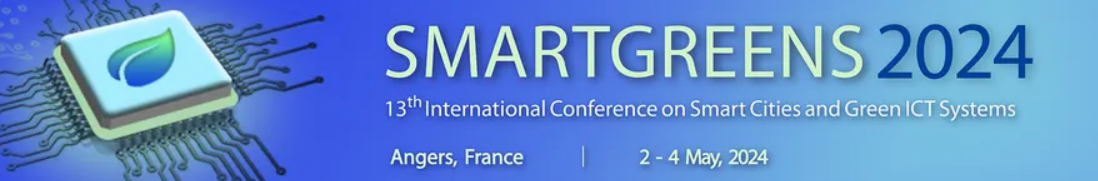 SMARTGREENS 2024
13th International Conference on Smart Cities and Green ICT Systems
Angers, France | 2 - 4 May, 2024